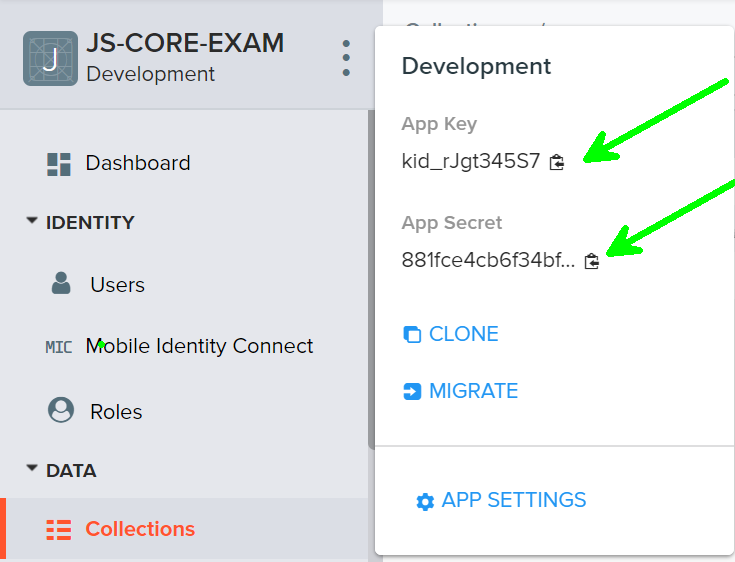 J
JS-CORE-EXAM
Development
Dashboard
IDENTITY
Users
MIC Mobile Identity Connect
Roles
DATA
Collections
Development
App Key
kid_rJgt345S7
App Secret
881fce4cb6f34bf...
CLONE
MIGRATE
APP SETTINGS